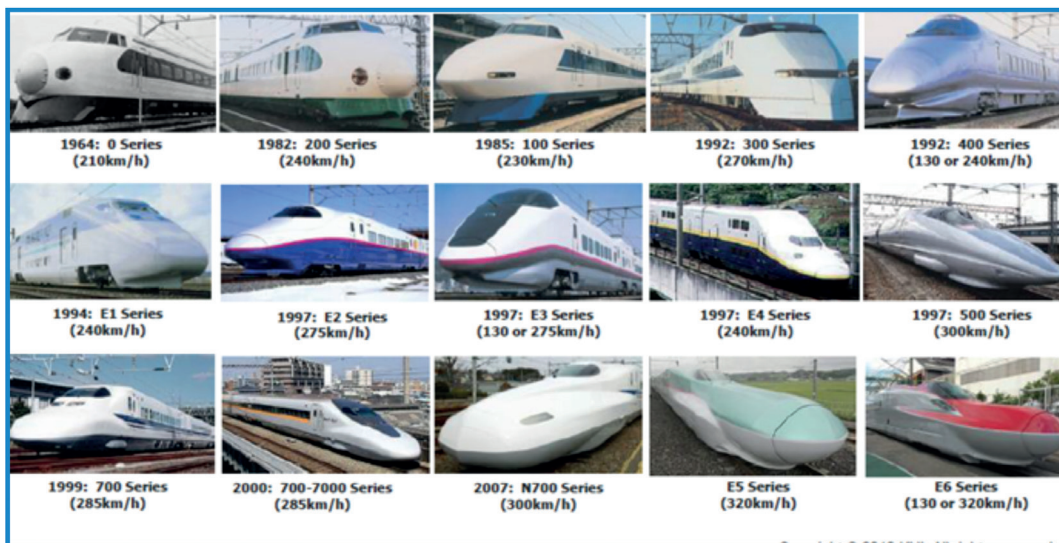 1964: 0 Series
(210km/h)
1982: 200 Series
(240km/h)
1985: 100 Series
(230km/h)
1992: 300 Series
(270km/h)
1992: 400 Series
(130 or 240km/h)
1994: E1 Series
(240km/h)
1997: E2 Series
(275km/h)
1997: E3 Series
(130 or 275km/h)
1997: E4 Series
(240km/h)
1997: 500 Series
(300km/h)
1999: 700 Series
(285km/h)
2000: 700-7000 Series
(285km/h)
2007: N700 Series
(300km/h)
E5 Series
(320km/h)
E6 Series
(130 or 320km/h)